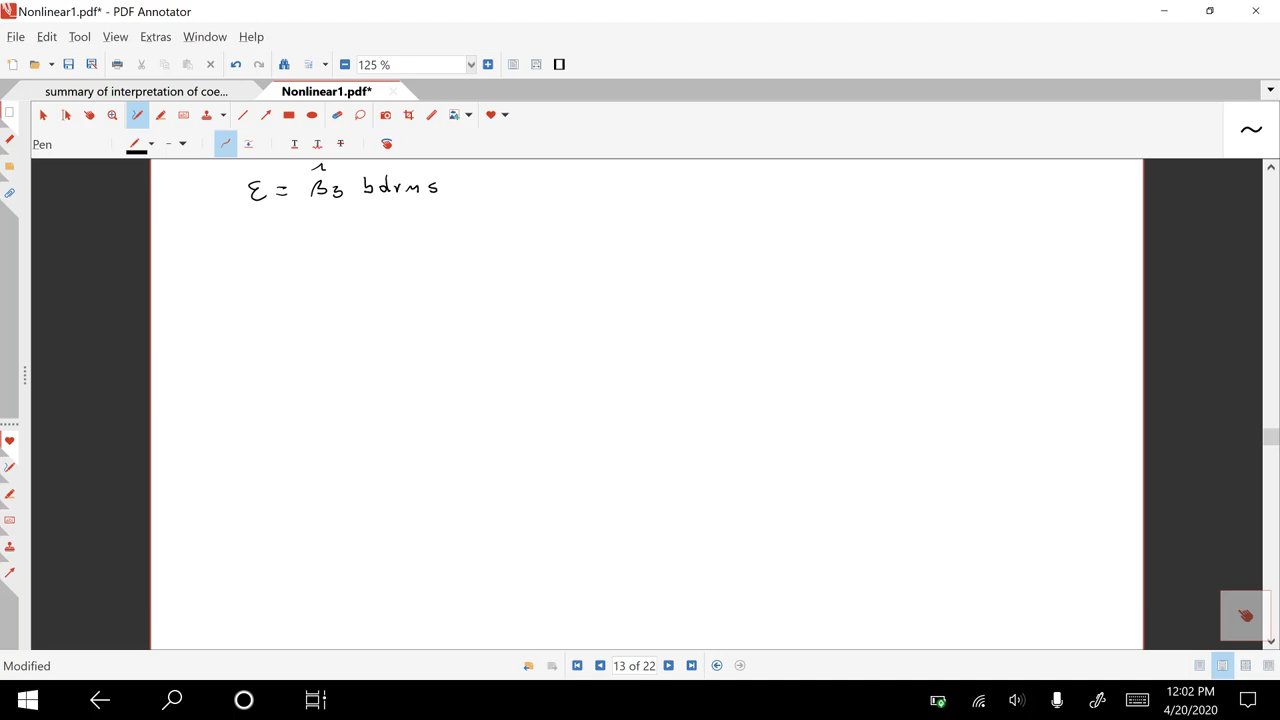 Nonlinear1.pdf* - PDF Annotator
File Edit Tool View Extras Window Help
125 %
summary of interpretation of coe... Nonlinear1.pdf*
Pen
~
ε = β̂3 bdrms
Modified
13 of 22
12:02 PM
4/20/2020